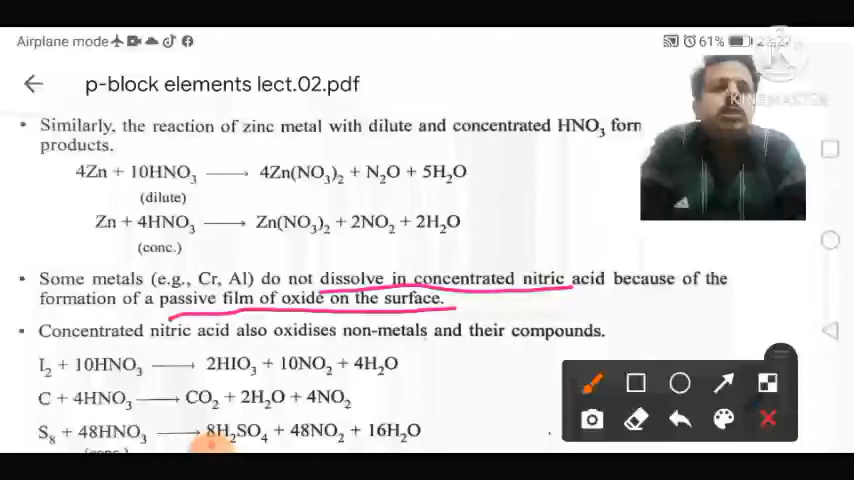 Airplane mode
61%
p-block elements lect.02.pdf
KINEMASTER
• Similarly, the reaction of zinc metal with dilute and concentrated HNO₃ form
products.
4Zn + 10HNO₃ ⟶ 4Zn(NO₃)₂ + N₂O + 5H₂O
(dilute)
Zn + 4HNO₃ ⟶ Zn(NO₃)₂ + 2NO₂ + 2H₂O
(conc.)
• Some metals (e.g., Cr, Al) do not dissolve in concentrated nitric acid because of the
formation of a passive film of oxide on the surface.
• Concentrated nitric acid also oxidises non-metals and their compounds.
I₂ + 10HNO₃ ⟶ 2HIO₃ + 10NO₂ + 4H₂O
C + 4HNO₃ ⟶ CO₂ + 2H₂O + 4NO₂
S₈ + 48HNO₃ ⟶ 8H₂SO₄ + 48NO₂ + 16H₂O